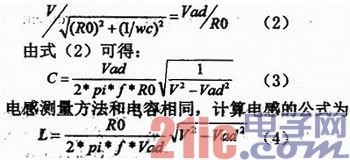 V/√((R0)²+(1/wc)²)=Vad/R0 (2)
由式（2）可得：
C=Vad/(2*pi*f*R0)√(1/(V²-Vad²)) (3)
电感测量方法和电容相同，计算电感的公式为
L=R0/(2*pi*f*Vad)√(V²-Vad²) (4)
21ic电子网